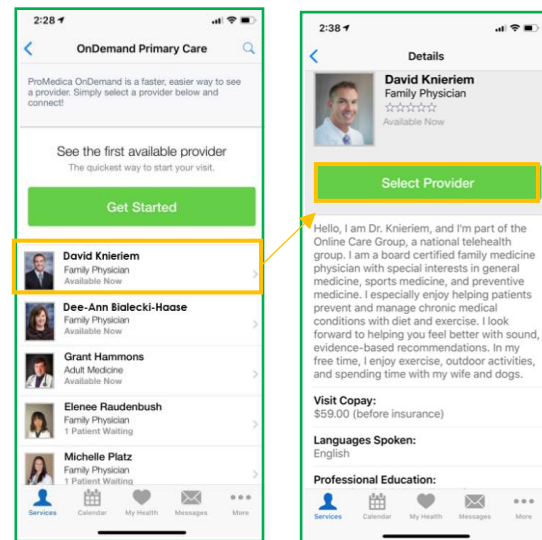 2:28
OnDemand Primary Care
ProMedica OnDemand is a faster, easier way to see
a provider. Simply select a provider below and
connect!
See the first available provider
The quickest way to start your visit.
Get Started
David Knieriem
Family Physician
Available Now
Dee-Ann Bialecki-Haase
Family Physician
Available Now
Grant Hammons
Adult Medicine
Available Now
Elenee Raudenbush
Family Physician
1 Patient Waiting
Michelle Platz
Family Physician
1 Patient Waiting
Services Calendar My Health Messages More
2:38
Details
David Knieriem
Family Physician
Available Now
Select Provider
Hello, I am Dr. Knieriem, and I'm part of the
Online Care Group, a national telehealth
group. I am a board certified family medicine
physician with special interests in general
medicine, sports medicine, and preventive
medicine. I especially enjoy helping patients
prevent and manage chronic medical
conditions with diet and exercise. I look
forward to helping you feel better with sound,
evidence-based recommendations. In my
free time, I enjoy exercise, outdoor activities,
and spending time with my wife and dogs.
Visit Copay:
$59.00 (before insurance)
Languages Spoken:
English
Professional Education:
Services Calendar My Health Messages More